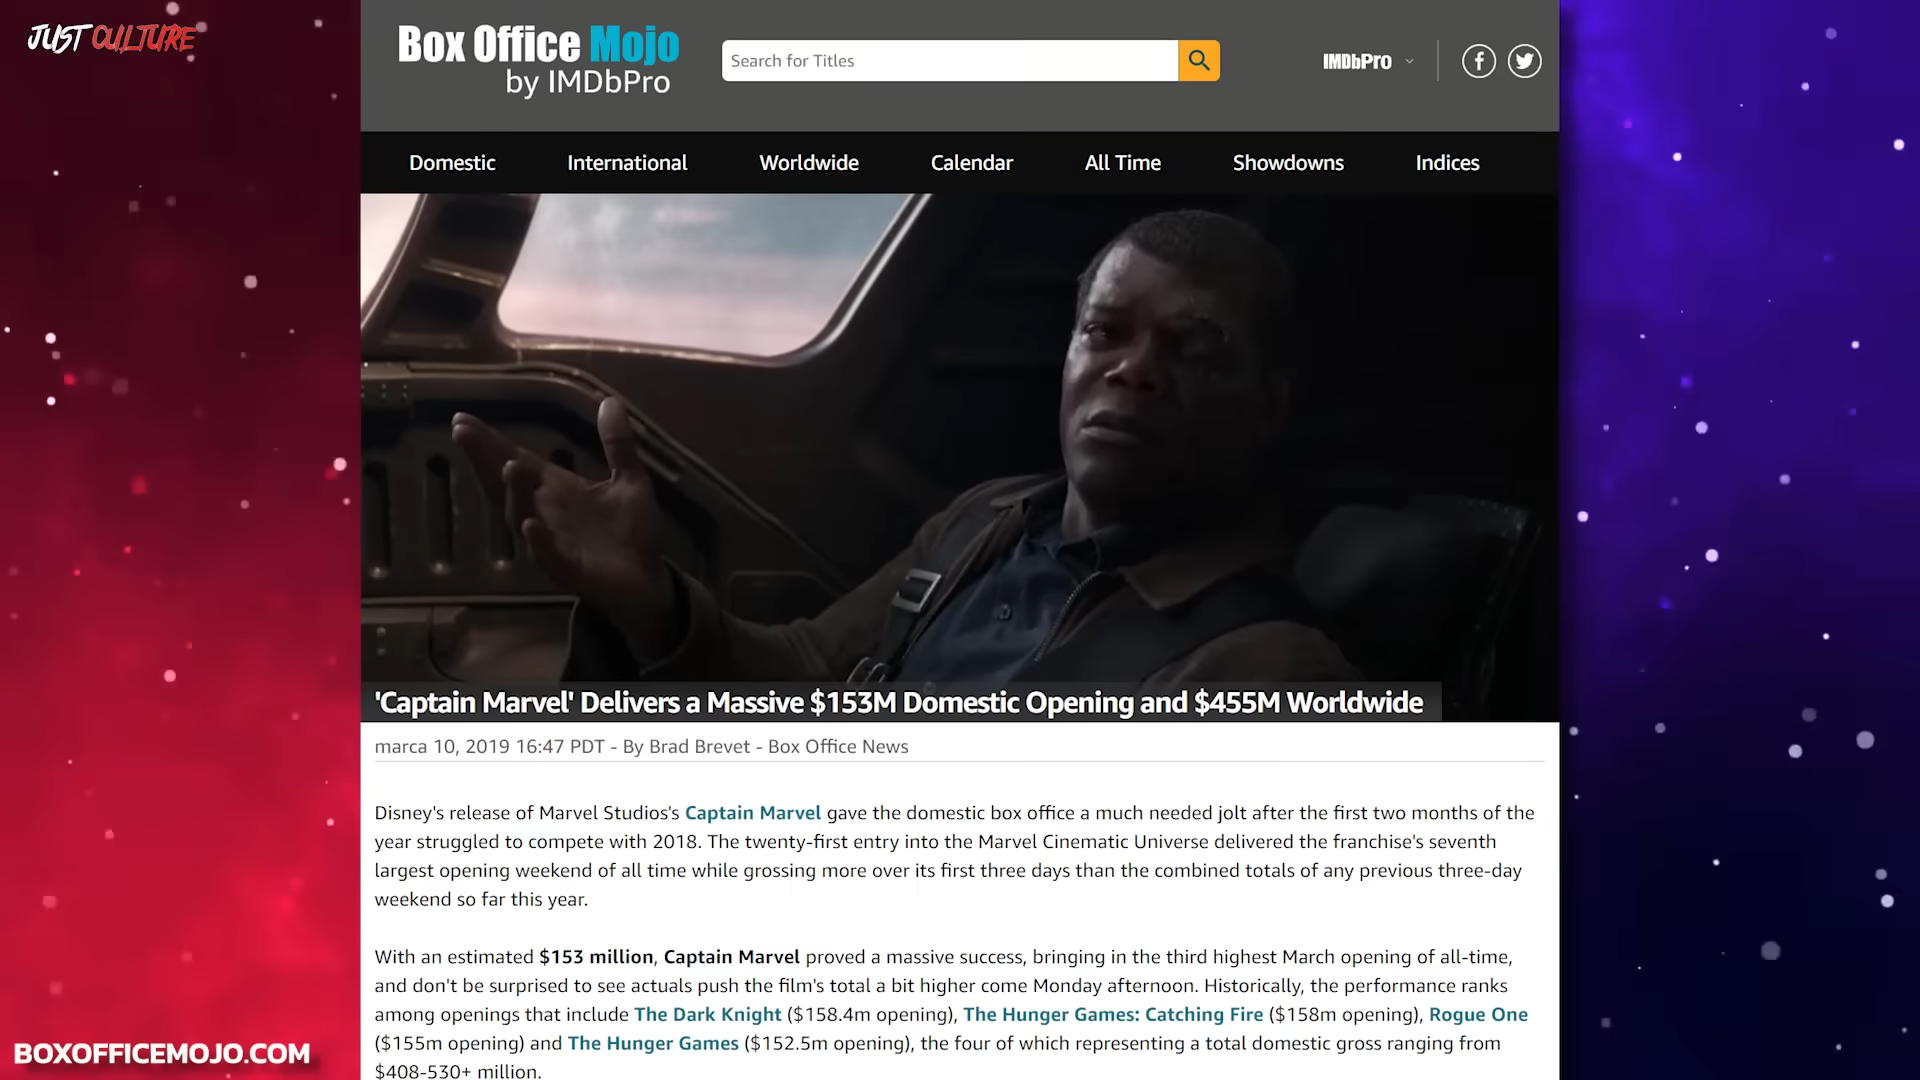 JUST CULTURE
Box Office Mojo
by IMDbPro
Search for Titles
IMDbPro
Domestic
International
Worldwide
Calendar
All Time
Showdowns
Indices
'Captain Marvel' Delivers a Massive $153M Domestic Opening and $455M Worldwide
marca 10, 2019 16:47 PDT - By Brad Brevet - Box Office News
Disney's release of Marvel Studios's Captain Marvel gave the domestic box office a much needed jolt after the first two months of the
year struggled to compete with 2018. The twenty-first entry into the Marvel Cinematic Universe delivered the franchise's seventh
largest opening weekend of all time while grossing more over its first three days than the combined totals of any previous three-day
weekend so far this year.
With an estimated $153 million, Captain Marvel proved a massive success, bringing in the third highest March opening of all-time,
and don't be surprised to see actuals push the film's total a bit higher come Monday afternoon. Historically, the performance ranks
among openings that include The Dark Knight ($158.4m opening), The Hunger Games: Catching Fire ($158m opening), Rogue One
($155m opening) and The Hunger Games ($152.5m opening), the four of which representing a total domestic gross ranging from
$408-530+ million.
BOXOFFICEMOJO.COM